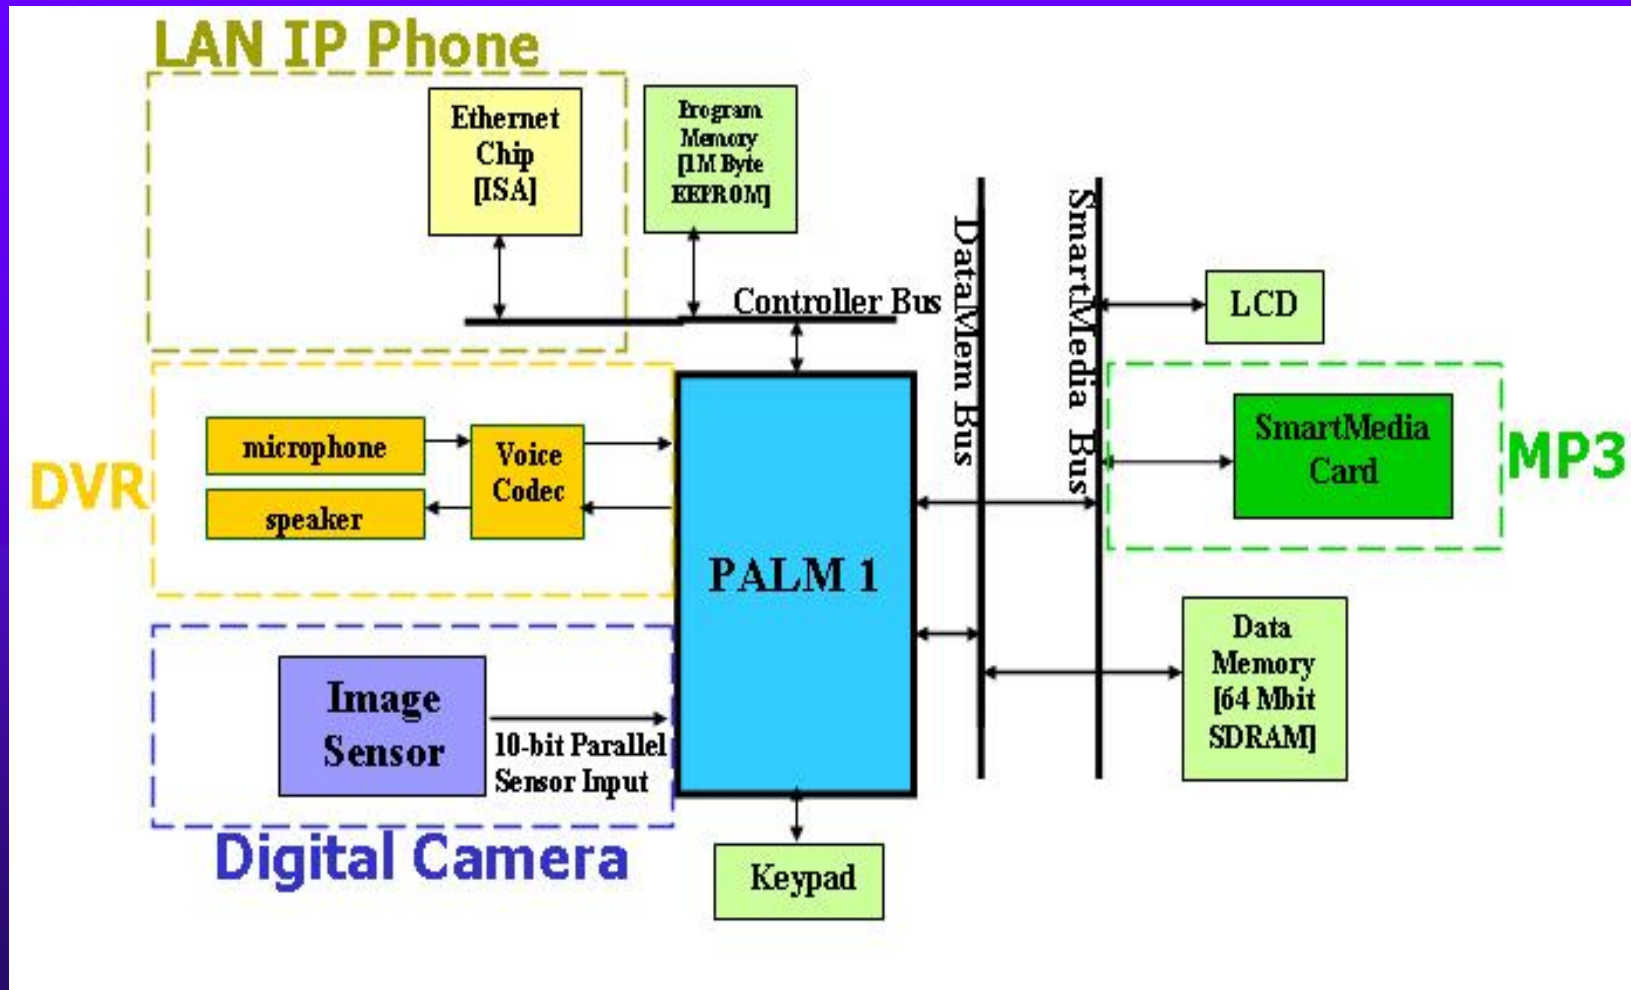 LAN IP Phone
Ethernet
Chip
[ISA]
Program
Memory
[1M Byte
EEPROM]
Controller Bus
DataMem Bus
SmartMedia Bus
LCD
DVR
microphone
speaker
Voice
Codec
PALM 1
SmartMedia
Card
MP3
Image
Sensor
10-bit Parallel
Sensor Input
Data
Memory
[64 Mbit
SDRAM]
Digital Camera
Keypad